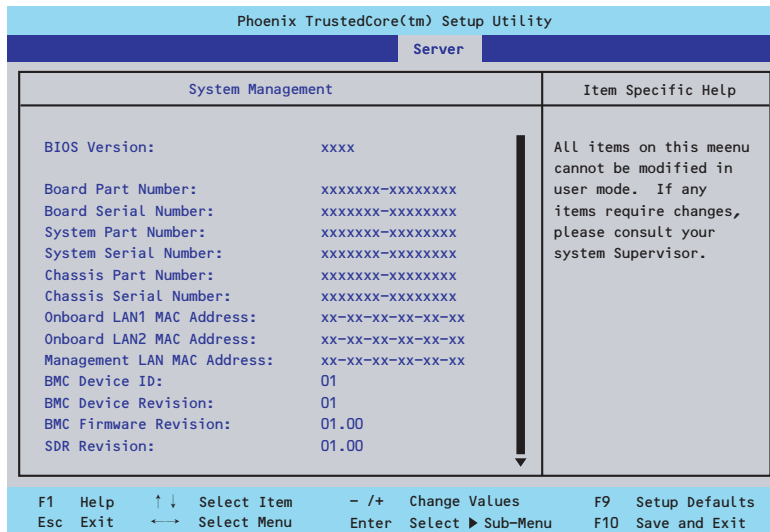 Phoenix TrustedCore(tm) Setup Utility
Server
System Management
Item Specific Help
BIOS Version: xxxx
Board Part Number: xxxxxxx-xxxxxxxx
Board Serial Number: xxxxxxx-xxxxxxxx
System Part Number: xxxxxxx-xxxxxxxx
System Serial Number: xxxxxxx-xxxxxxxx
Chassis Part Number: xxxxxxx-xxxxxxxx
Chassis Serial Number: xxxxxxx-xxxxxxxx
Onboard LAN1 MAC Address: xx-xx-xx-xx-xx-xx
Onboard LAN2 MAC Address: xx-xx-xx-xx-xx-xx
Management LAN MAC Address: xx-xx-xx-xx-xx-xx
BMC Device ID: 01
BMC Device Revision: 01
BMC Firmware Revision: 01.00
SDR Revision: 01.00
All items on this meenu
cannot be modified in
user mode. If any
items require changes,
please consult your
system Supervisor.
F1 Help ↑↓ Select Item - /+ Change Values F9 Setup Defaults
Esc Exit ←→ Select Menu Enter Select ▶ Sub-Menu F10 Save and Exit